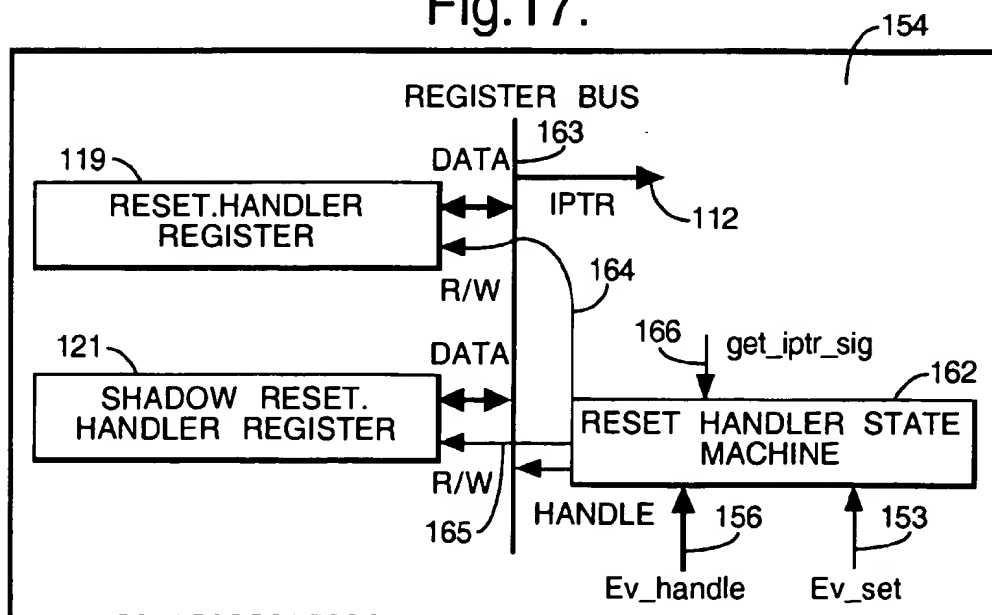 Fig.17.
154
REGISTER BUS
163
119
DATA
RESET.HANDLER
REGISTER
IPTR
112
R/W
164
121
DATA
166
get_iptr_sig
162
SHADOW RESET.
HANDLER REGISTER
RESET HANDLER STATE
MACHINE
R/W
165
HANDLE
156
153
Ev_handle
Ev_set